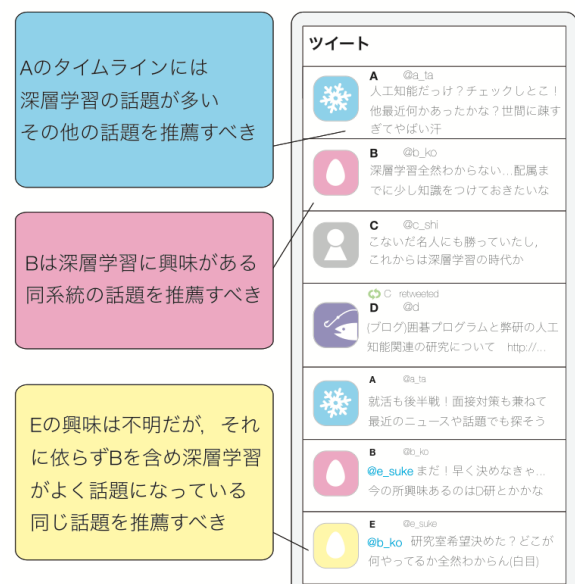 Aのタイムラインには
深層学習の話題が多い
その他の話題を推薦すべき
Bは深層学習に興味がある
同系統の話題を推薦すべき
Eの興味は不明だが，それ
に依らずBを含め深層学習
がよく話題になっている
同じ話題を推薦すべき
ツイート
A @a_ta
人工知能だっけ？チェックしとこ！
他最近何かあったかな？世間に疎す
ぎてやばい汗
B @b_ko
深層学習全然わからない…配属ま
でに少し知識をつけておきたいな
C @c_shi
こないだ名人にも勝っていたし，
これからは深層学習の時代か
C retweeted
D @d
(ブログ)囲碁プログラムと弊研の人工
知能関連の研究について http://...
A @a_ta
就活も後半戦！面接対策も兼ねて
最近のニュースや話題でも探そう
B @b_ko
@e_suke まだ！早く決めなきゃ…
今の所興味あるのはD研とかかな
E @e_suke
@b_ko 研究室希望決めた？どこが
何やってるか全然わからん(白目)